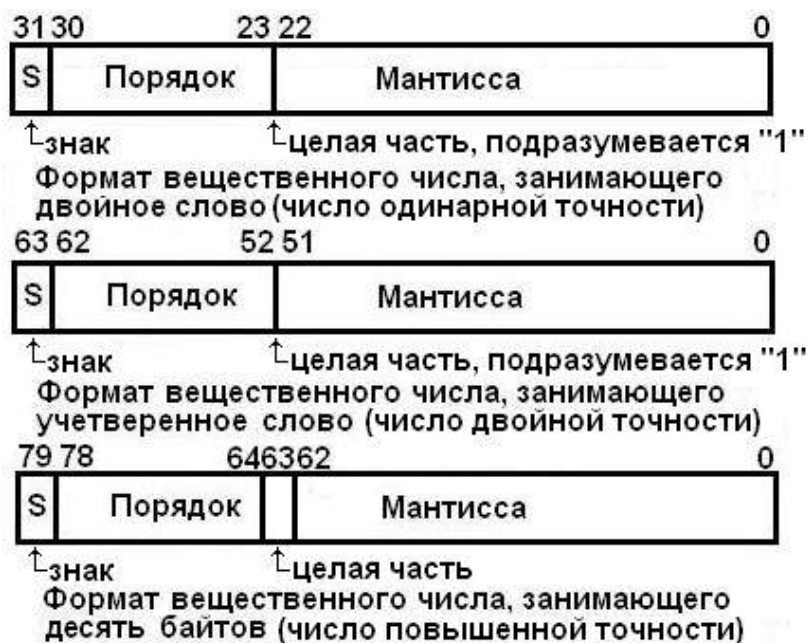 31 30 23 22 0
S Порядок Мантисса
знак целая часть, подразумевается "1"
Формат вещественного числа, занимающего
двойное слово (число одинарной точности)
63 62 52 51 0
S Порядок Мантисса
знак целая часть, подразумевается "1"
Формат вещественного числа, занимающего
учетверенное слово (число двойной точности)
79 78 64 63 62 0
S Порядок Мантисса
знак целая часть
Формат вещественного числа, занимающего
десять байтов (число повышенной точности)